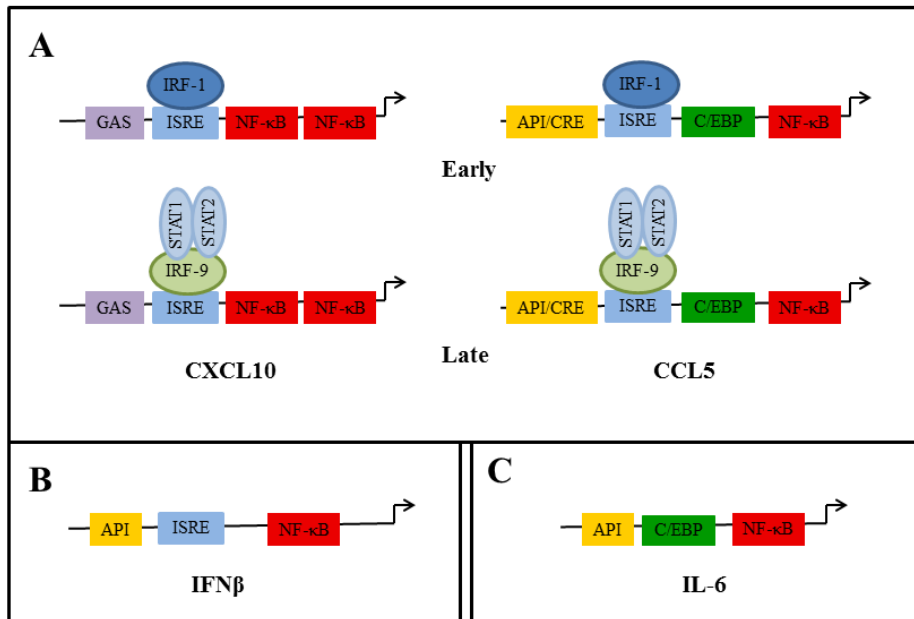 A
IRF-1 IRF-1
GAS ISRE NF-κB NF-κB API/CRE ISRE C/EBP NF-κB
Early
STAT1 STAT2 STAT1 STAT2
IRF-9 IRF-9
GAS ISRE NF-κB NF-κB API/CRE ISRE C/EBP NF-κB
Late
CXCL10 CCL5
B
API ISRE NF-κB
IFNβ
C
API C/EBP NF-κB
IL-6